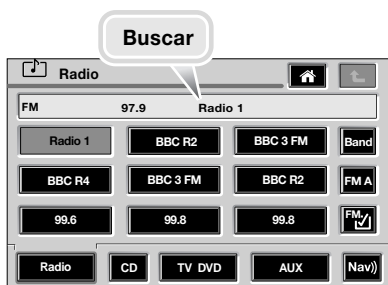 Buscar
Radio
FM 97.9 Radio 1
Radio 1 BBC R2 BBC 3 FM Band
BBC R4 BBC 3 FM BBC R2 FM A
99.6 99.8 99.8 FM
Radio CD TV DVD AUX Nav))